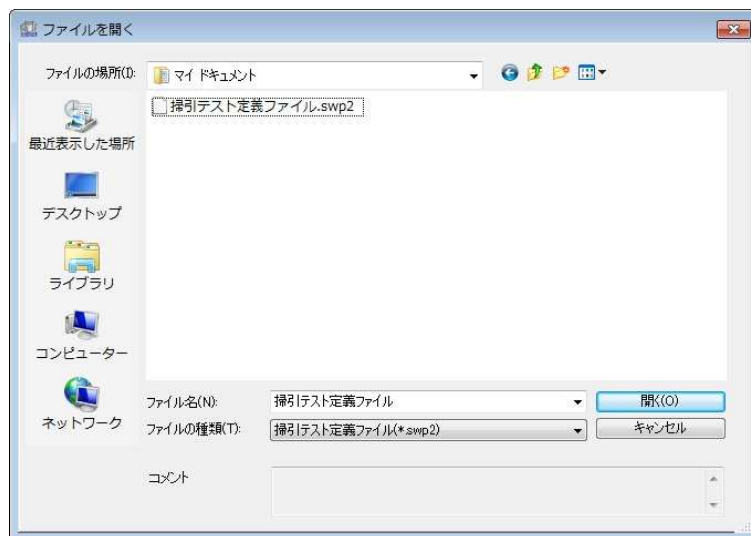 ファイルを開く
ファイルの場所(I):
マイ ドキュメント
掃引テスト定義ファイル.swp2
最近表示した場所
デスクトップ
ライブラリ
コンピューター
ネットワーク
ファイル名(N):
掃引テスト定義ファイル
開く(O)
ファイルの種類(T):
掃引テスト定義ファイル(*.swp2)
キャンセル
コメント